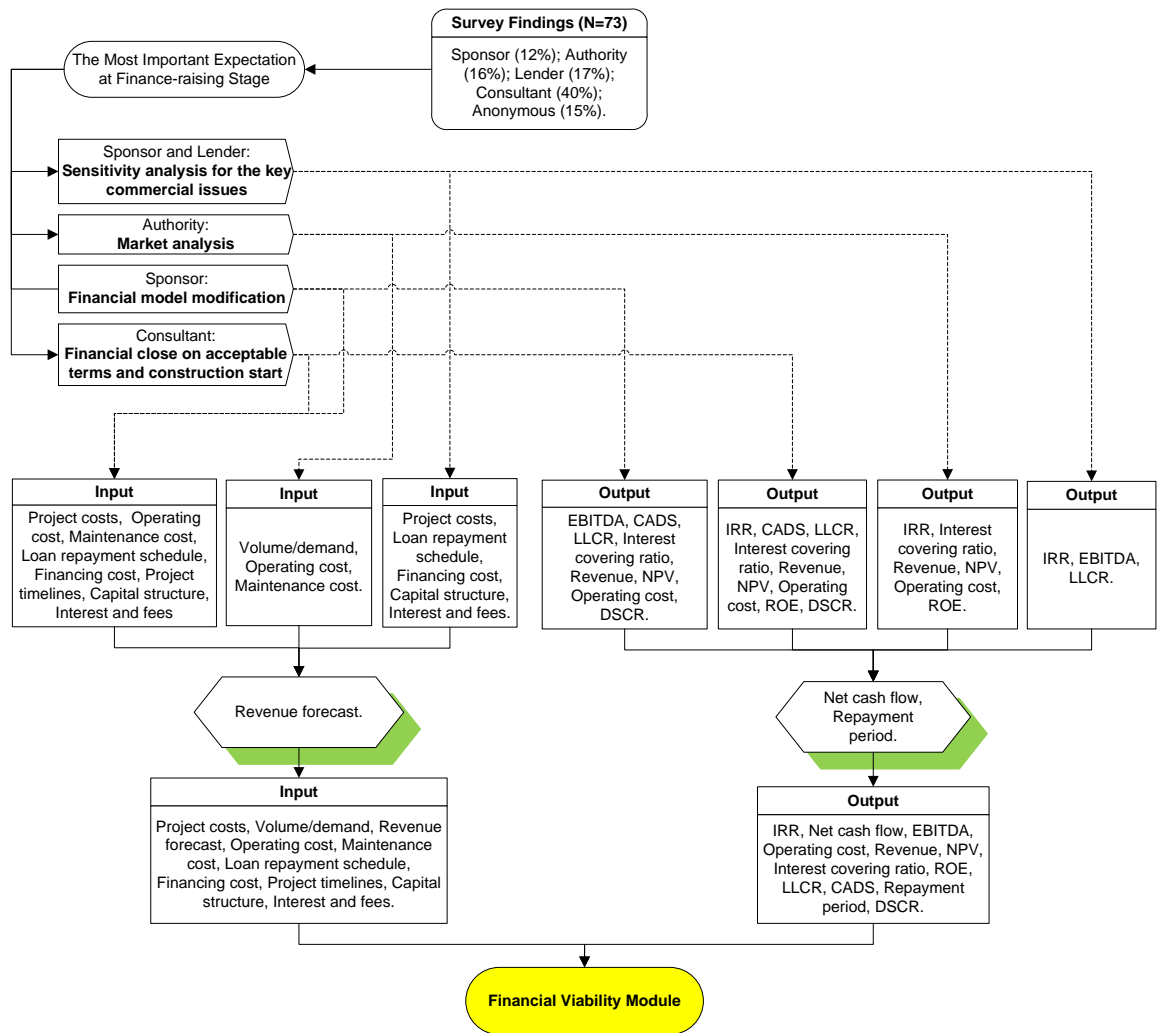 Survey Findings (N=73)
Sponsor (12%); Authority
(16%); Lender (17%);
Consultant (40%);
Anonymous (15%).
The Most Important Expectation
at Finance-raising Stage
Sponsor and Lender:
Sensitivity analysis for the key
commercial issues
Authority:
Market analysis
Sponsor:
Financial model modification
Consultant:
Financial close on acceptable
terms and construction start
Input
Project costs, Operating
cost, Maintenance cost,
Loan repayment schedule,
Financing cost, Project
timelines, Capital structure,
Interest and fees
Input
Volume/demand,
Operating cost,
Maintenance cost.
Input
Project costs,
Loan repayment
schedule,
Financing cost,
Capital structure,
Interest and fees.
Output
EBITDA, CADS,
LLCR, Interest
covering ratio,
Revenue, NPV,
Operating cost,
DSCR.
Output
IRR, CADS, LLCR,
Interest covering
ratio, Revenue,
NPV, Operating
cost, ROE, DSCR.
Output
IRR, Interest
covering ratio,
Revenue, NPV,
Operating cost,
ROE.
Output
IRR, EBITDA,
LLCR.
Revenue forecast.
Net cash flow,
Repayment
period.
Input
Project costs, Volume/demand, Revenue
forecast, Operating cost, Maintenance
cost, Loan repayment schedule,
Financing cost, Project timelines, Capital
structure, Interest and fees.
Output
IRR, Net cash flow, EBITDA,
Operating cost, Revenue, NPV,
Interest covering ratio, ROE,
LLCR, CADS, Repayment
period, DSCR.
Financial Viability Module